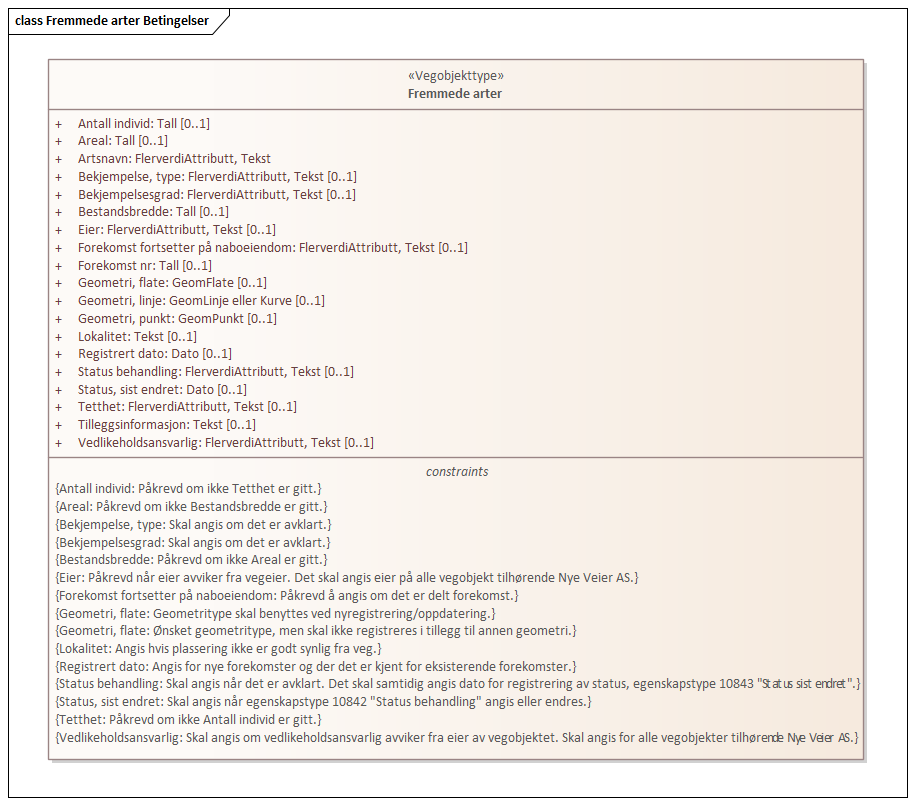 class Fremmede arter Betingelser
«Vegobjekttype»
Fremmede arter
+ Antall individ: Tall [0..1]
+ Areal: Tall [0..1]
+ Artsnavn: FlerverdiAttributt, Tekst
+ Bekjempelse, type: FlerverdiAttributt, Tekst [0..1]
+ Bekjempelsesgrad: FlerverdiAttributt, Tekst [0..1]
+ Bestandsbredde: Tall [0..1]
+ Eier: FlerverdiAttributt, Tekst [0..1]
+ Forekomst fortsetter på naboeiendom: FlerverdiAttributt, Tekst [0..1]
+ Forekomst nr: Tall [0..1]
+ Geometri, flate: GeomFlate [0..1]
+ Geometri, linje: GeomLinje eller Kurve [0..1]
+ Geometri, punkt: GeomPunkt [0..1]
+ Lokalitet: Tekst [0..1]
+ Registrert dato: Dato [0..1]
+ Status behandling: FlerverdiAttributt, Tekst [0..1]
+ Status, sist endret: Dato [0..1]
+ Tetthet: FlerverdiAttributt, Tekst [0..1]
+ Tilleggsinformasjon: Tekst [0..1]
+ Vedlikeholdsansvarlig: FlerverdiAttributt, Tekst [0..1]
constraints
{Antall individ: Påkrevd om ikke Tetthet er gitt.}
{Areal: Påkrevd om ikke Bestandsbredde er gitt.}
{Bekjempelse, type: Skal angis om det er avklart.}
{Bekjempelsesgrad: Skal angis om det er avklart.}
{Bestandsbredde: Påkrevd om ikke Areal er gitt.}
{Eier: Påkrevd når eier avviker fra vegeier. Det skal angis eier på alle vegobjekt tilhørende Nye Veier AS.}
{Forekomst fortsetter på naboeiendom: Påkrevd å angis om det er delt forekomst.}
{Geometri, flate: Geometritype skal benyttes ved nyregistrering/oppdatering.}
{Geometri, flate: Ønsket geometritype, men skal ikke registreres i tillegg til annen geometri.}
{Lokalitet: Angis hvis plassering ikke er godt synlig fra veg.}
{Registrert dato: Angis for nye forekomster og der det er kjent for eksisterende forekomster.}
{Status behandling: Skal angis når det er avklart. Det skal samtidig angis dato for registrering av status, egenskapstype 10843 "Status sist endret".}
{Status, sist endret: Skal angis når egenskapstype 10842 "Status behandling" angis eller endres.}
{Tetthet: Påkrevd om ikke Antall individ er gitt.}
{Vedlikeholdsansvarlig: Skal angis om vedlikeholdsansvarlig avviker fra eier av vegobjektet. Skal angis for alle vegobjekter tilhørende Nye Veier AS.}